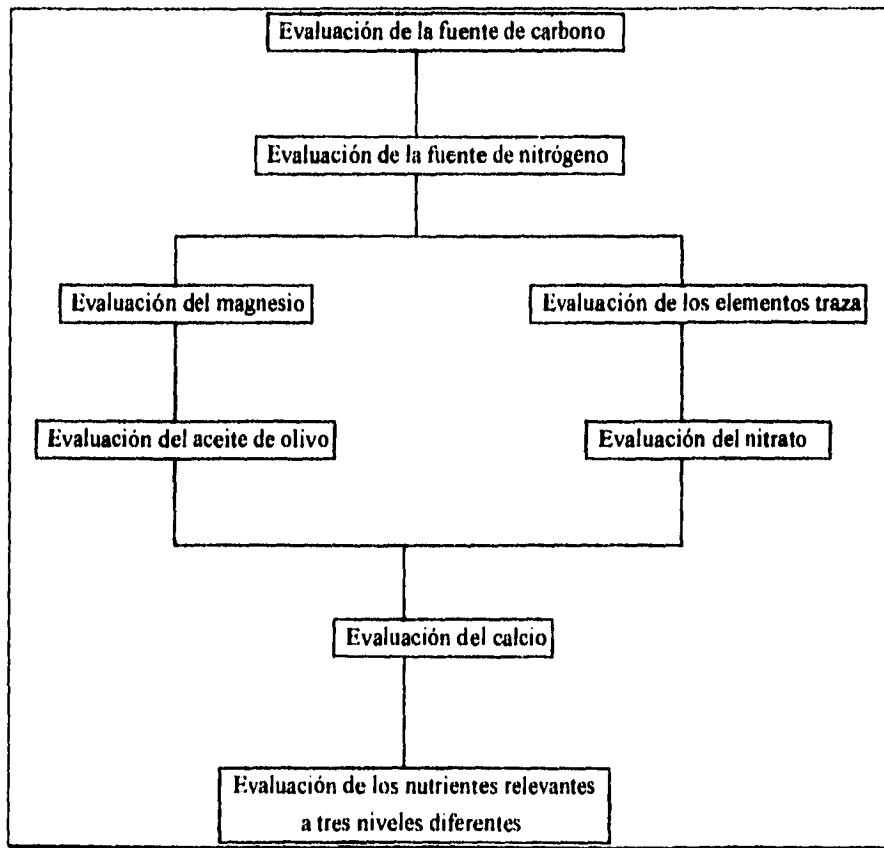 Evaluación de la fuente de carbono
Evaluación de la fuente de nitrógeno
Evaluación del magnesio
Evaluación de los elementos traza
Evaluación del aceite de olivo
Evaluación del nitrato
Evaluación del calcio
Evaluación de los nutrientes relevantes
a tres niveles diferentes